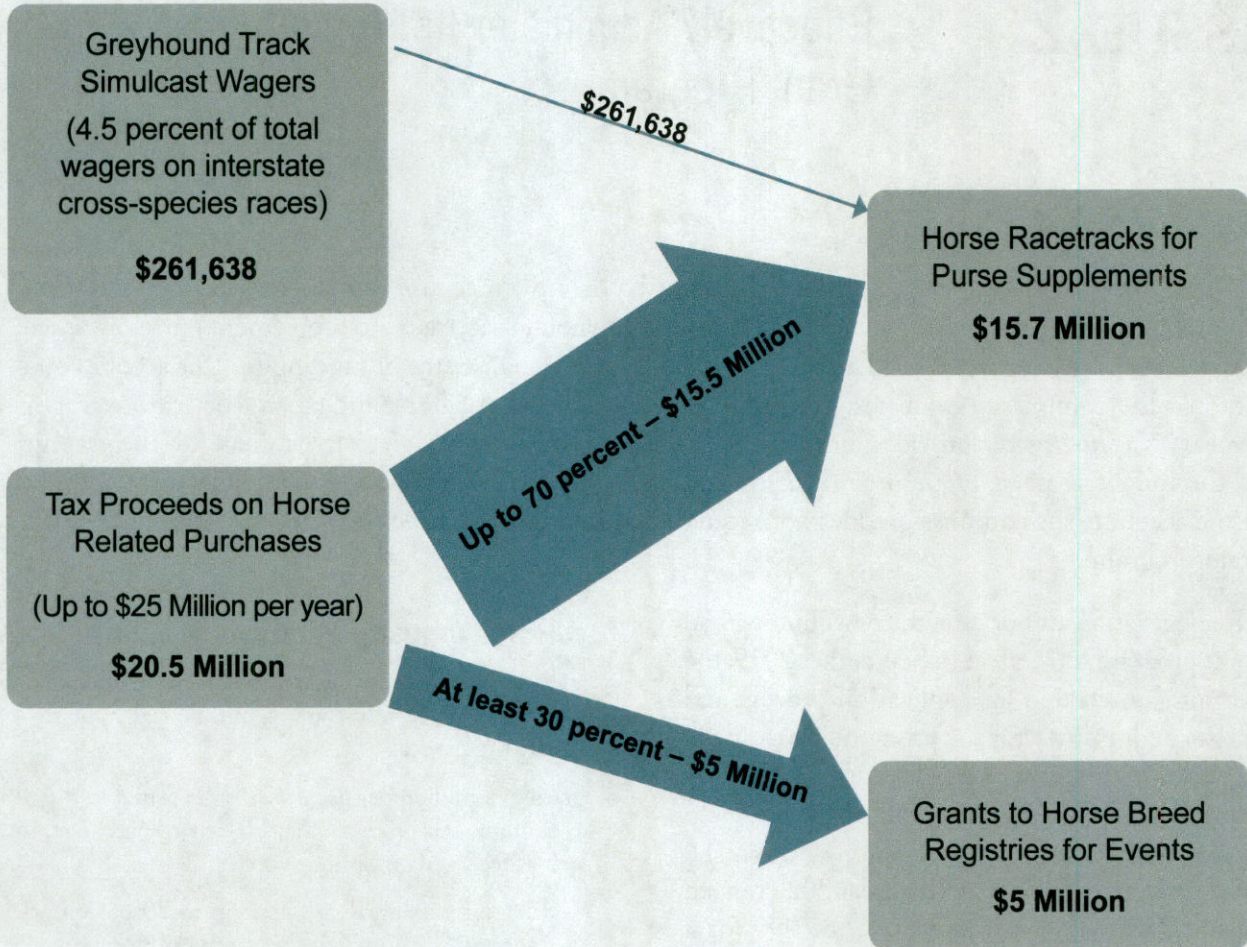 Greyhound Track
Simulcast Wagers
(4.5 percent of total
wagers on interstate
cross-species races)
$261,638
$261,638
Horse Racetracks for
Purse Supplements
$15.7 Million
Up to 70 percent – $15.5 Million
Tax Proceeds on Horse
Related Purchases
(Up to $25 Million per year)
$20.5 Million
At least 30 percent – $5 Million
Grants to Horse Breed
Registries for Events
$5 Million